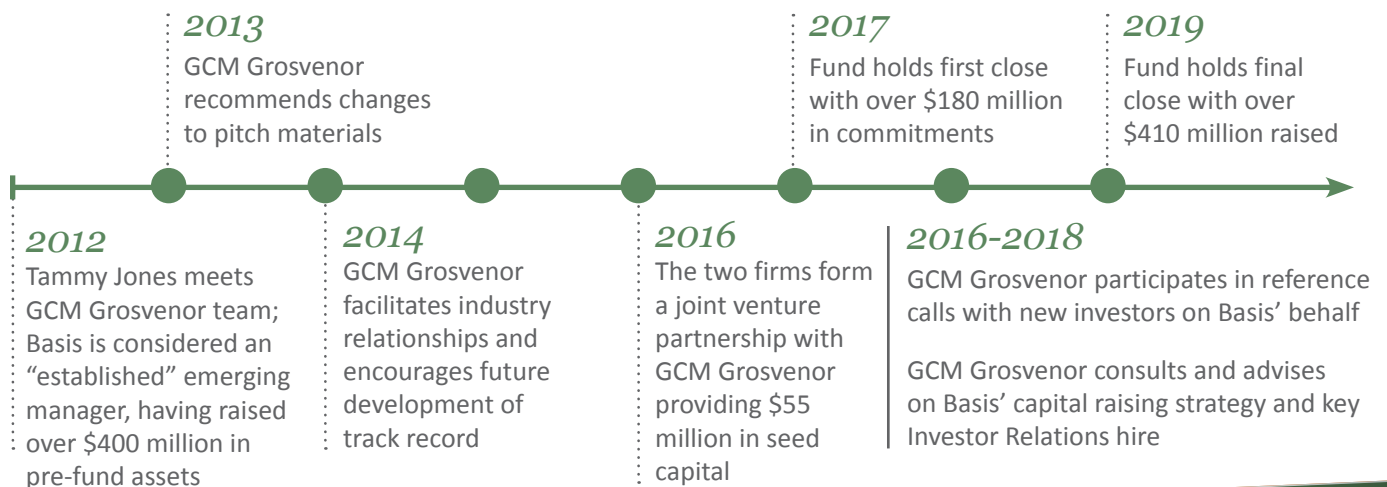 2013
GCM Grosvenor
recommends changes
to pitch materials
2017
Fund holds first close
with over $180 million
in commitments
2019
Fund holds final
close with over
$410 million raised
2012
Tammy Jones meets
GCM Grosvenor team;
Basis is considered an
“established” emerging
manager, having raised
over $400 million in
pre-fund assets
2014
GCM Grosvenor
facilitates industry
relationships and
encourages future
development of
track record
2016
The two firms form
a joint venture
partnership with
GCM Grosvenor
providing $55
million in seed
capital
2016-2018
GCM Grosvenor participates in reference
calls with new investors on Basis’ behalf
GCM Grosvenor consults and advises
on Basis’ capital raising strategy and key
Investor Relations hire